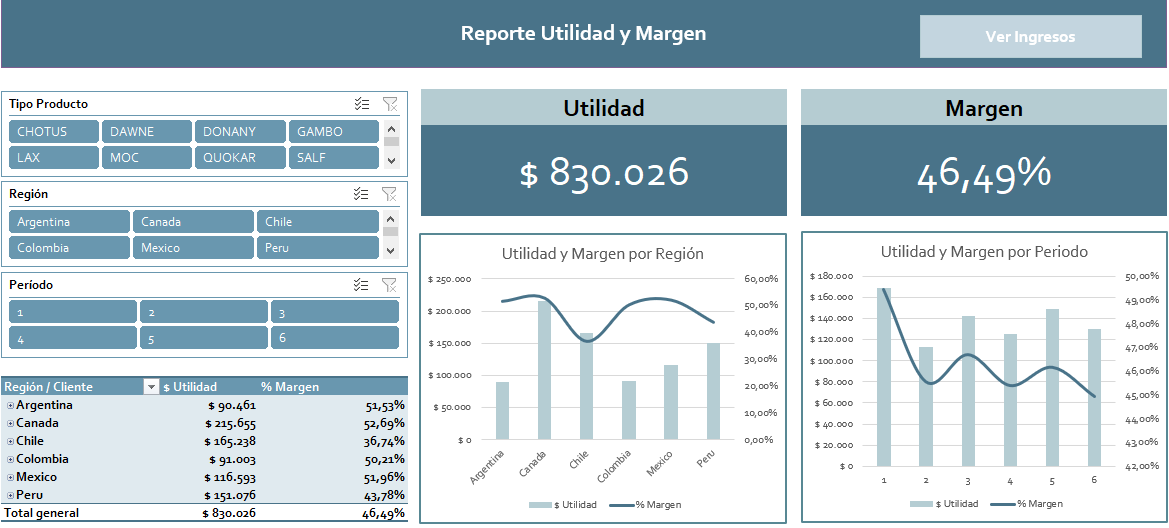 Reporte Utilidad y Margen
Ver Ingresos
Tipo Producto
CHOTUS DAWNE DONANY GAMBO
LAX MOC QUOKAR SALF
Región
Argentina Canada Chile
Colombia Mexico Peru
Período
1 2 3
4 5 6
Región / Cliente $ Utilidad % Margen
Argentina $ 90.461 51,53%
Canada $ 215.655 52,69%
Chile $ 165.238 36,74%
Colombia $ 91.003 50,21%
Mexico $ 116.593 51,96%
Peru $ 151.076 43,78%
Total general $ 830.026 46,49%
Utilidad
$ 830.026
Margen
46,49%
Utilidad y Margen por Región
$ 250.000 60,00%
$ 200.000 50,00%
$ 150.000 40,00%
$ 100.000 30,00%
$ 50.000 20,00%
$ 0 10,00%
0,00%
Argentina Canada Chile Colombia Mexico Peru
$ Utilidad % Margen
Utilidad y Margen por Periodo
$ 180.000 50,00%
$ 160.000 49,00%
$ 140.000 48,00%
$ 120.000 47,00%
$ 100.000 46,00%
$ 80.000 45,00%
$ 60.000 44,00%
$ 40.000 43,00%
$ 20.000 42,00%
$ 0
1 2 3 4 5 6
$ Utilidad % Margen